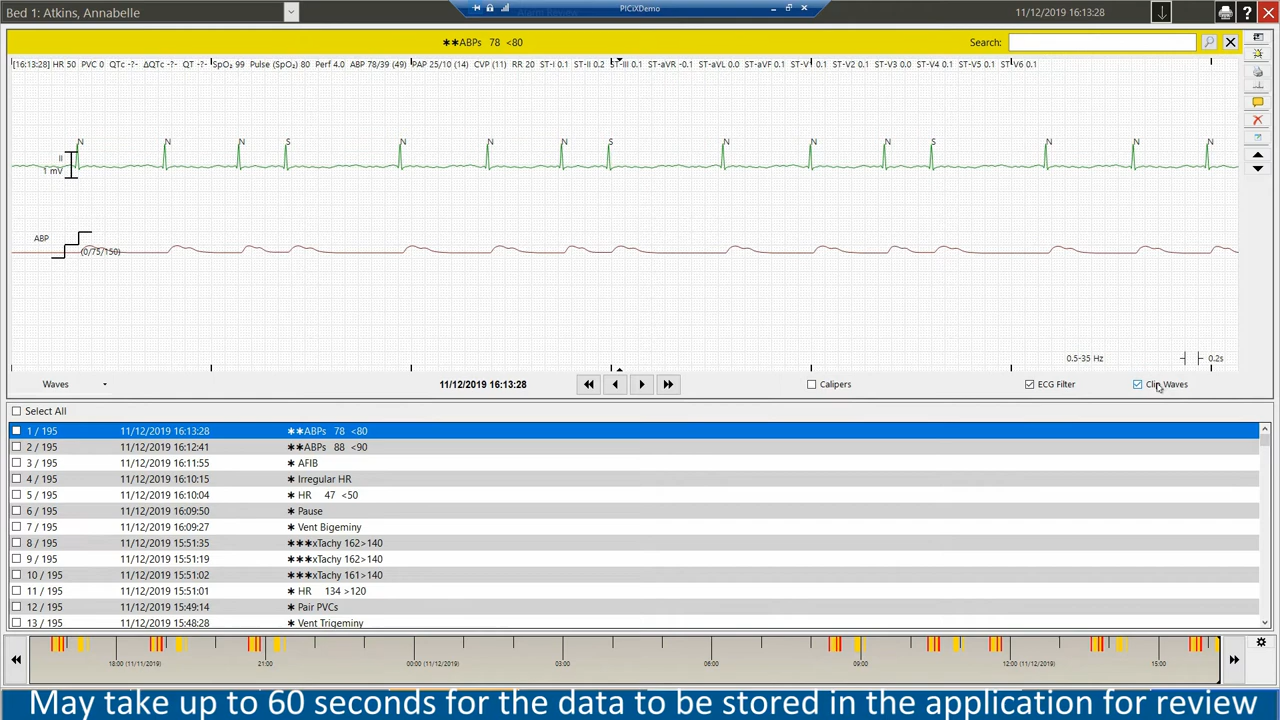 Bed 1: Atkins, Annabelle
PICiXDemo
11/12/2019 16:13:28
?
∗∗ABPs 78 <80
Search:
[16:13:28] HR 50 PVC 0 QTc -?- ΔQTc -?- QT -?- SpO₂ 99 Pulse (SpO₂) 80 Perf 4.0 ABP 78/39 (49) PAP 25/10 (14) CVP (11) RR 20 ST-I 0.1 ST-II 0.2 ST-III 0.1 ST-aVR -0.1 ST-aVL 0.0 ST-aVF 0.1 ST-V1 0.1 ST-V2 0.1 ST-V3 0.0 ST-V4 0.1 ST-V5 0.1 ST-V6 0.1
N N N S N N N S N N N S N N N
II
1 mV
ABP
(0/75/150)
0.5-35 Hz 0.2s
Waves 11/12/2019 16:13:28 Calipers ECG Filter Clip Waves
Select All
1 / 195 11/12/2019 16:13:28 ∗∗ABPs 78 <80
2 / 195 11/12/2019 16:12:41 ∗∗ABPs 88 <90
3 / 195 11/12/2019 16:11:55 ∗ AFIB
4 / 195 11/12/2019 16:10:15 ∗ Irregular HR
5 / 195 11/12/2019 16:10:04 ∗ HR 47 <50
6 / 195 11/12/2019 16:09:50 ∗ Pause
7 / 195 11/12/2019 16:09:27 ∗ Vent Bigeminy
8 / 195 11/12/2019 15:51:35 ∗∗∗xTachy 162>140
9 / 195 11/12/2019 15:51:19 ∗∗∗xTachy 162>140
10 / 195 11/12/2019 15:51:02 ∗∗∗xTachy 161>140
11 / 195 11/12/2019 15:51:01 ∗ HR 134 >120
12 / 195 11/12/2019 15:49:14 ∗ Pair PVCs
13 / 195 11/12/2019 15:48:28 ∗ Vent Trigeminy
18:00 (11/11/2019) 21:00 00:00 (11/12/2019) 03:00 06:00 09:00 12:00 (11/12/2019) 15:00
May take up to 60 seconds for the data to be stored in the application for review